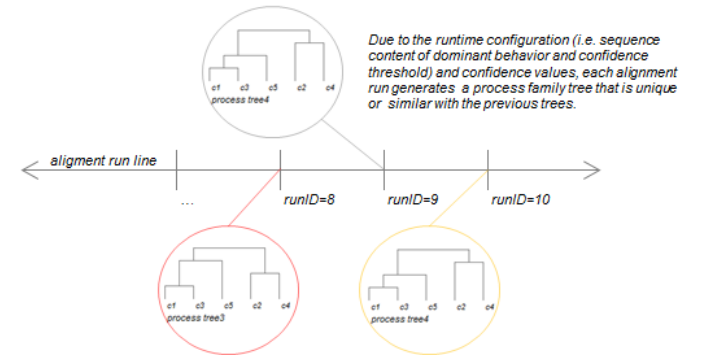 Due to the runtime configuration (i.e. sequence
content of dominant behavior and confidence
threshold) and confidence values, each alignment
run generates a process family tree that is unique
or similar with the previous trees.
c1 c3 c5 c2 c4
process tree4
aligment run line
...
runID=8
runID=9
runID=10
c1 c3 c5 c2 c4
process tree3
c1 c3 c5 c2 c4
process tree4